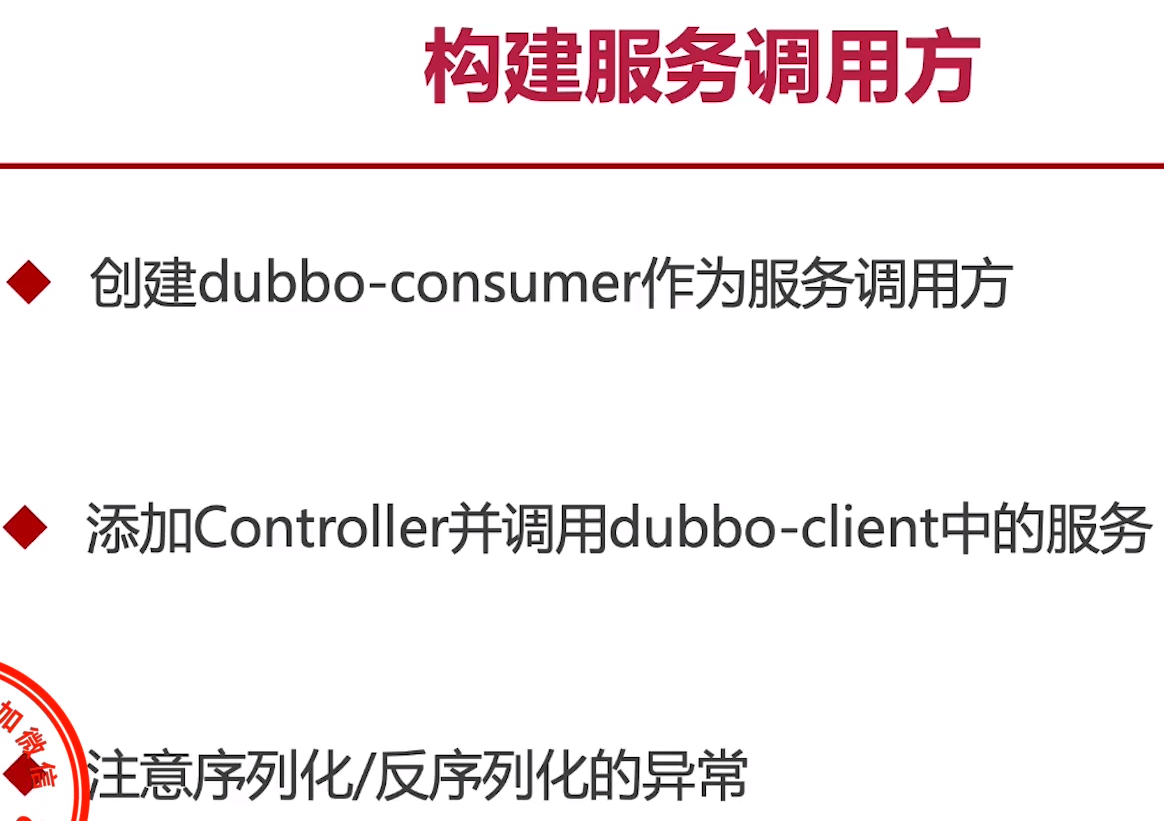 构建服务调用方
创建dubbo-consumer作为服务调用方
添加Controller并调用dubbo-client中的服务
加微信
注意序列化/反序列化的异常